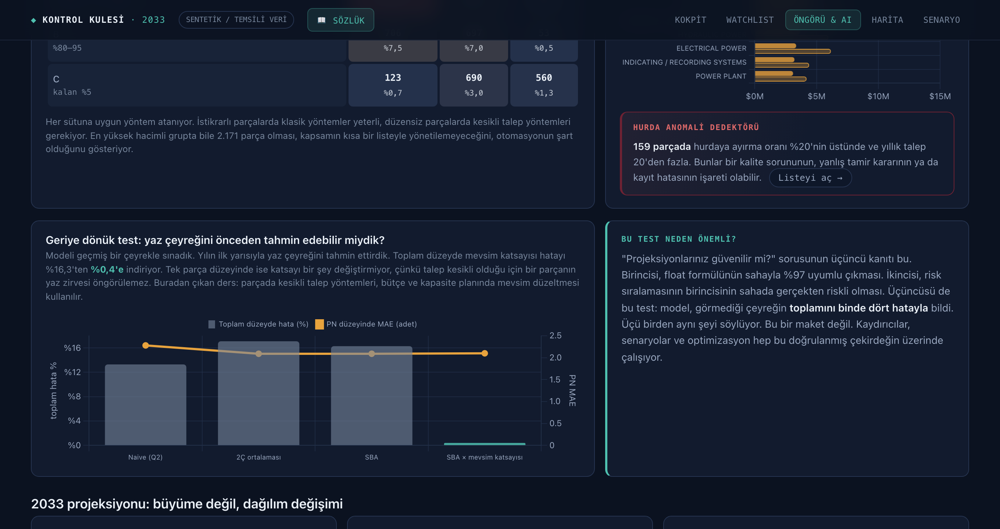 ◆ KONTROL KULESİ · 2033
SENTETİK / TEMSİLİ VERİ
📖 SÖZLÜK
KOKPİT
WATCHLIST
ÖNGÖRÜ & AI
HARİTA
SENARYO
%80–95
%7,5
%7,0
%0,5
C
kalan %5
123
%0,7
690
%3,0
560
%1,3
Her sütuna uygun yöntem atanıyor. İstikrarlı parçalarda klasik yöntemler yeterli, düzensiz parçalarda kesikli talep yöntemleri
gerekiyor. En yüksek hacimli grupta bile 2.171 parça olması, kapsamın kısa bir listeyle yönetilemeyeceğini, otomasyonun şart
olduğunu gösteriyor.
ELECTRICAL POWER
INDICATING / RECORDING SYSTEMS
POWER PLANT
$0M
$5M
$10M
$15M
HURDA ANOMALİ DEDEKTÖRÜ
159 parçada hurdaya ayırma oranı %20'nin üstünde ve yıllık talep
20'den fazla. Bunlar bir kalite sorununun, yanlış tamir kararının ya da
kayıt hatasının işareti olabilir. Listeyi aç →
Geriye dönük test: yaz çeyreğini önceden tahmin edebilir miydik?
Modeli geçmiş bir çeyrekle sınadık. Yılın ilk yarısıyla yaz çeyreğini tahmin ettirdik. Toplam düzeyde mevsim katsayısı hatayı
%16,3'ten %0,4'e indiriyor. Tek parça düzeyinde ise katsayı bir şey değiştirmiyor, çünkü talep kesikli olduğu için bir parçanın
yaz zirvesi öngörülemez. Buradan çıkan ders: parçada kesikli talep yöntemleri, bütçe ve kapasite planında mevsim düzeltmesi
kullanılır.
Toplam düzeyde hata (%)
PN düzeyinde MAE (adet)
toplam hata %
%16
%12
%8
%4
%0
2.5
2.0
1.5
1.0
0.5
0
PN MAE
Naive (Q2)
2Ç ortalaması
SBA
SBA × mevsim katsayısı
BU TEST NEDEN ÖNEMLİ?
"Projeksiyonlarınız güvenilir mi?" sorusunun üçüncü kanıtı bu.
Birincisi, float formülünün sahayla %97 uyumlu çıkması. İkincisi, risk
sıralamasının birincisinin sahada gerçekten riskli olması. Üçüncüsü de
bu test: model, görmediği çeyreğin toplamını binde dört hatayla bildi.
Üçü birden aynı şeyi söylüyor. Bu bir maket değil. Kaydırıcılar,
senaryolar ve optimizasyon hep bu doğrulanmış çekirdeğin üzerinde
çalışıyor.
2033 projeksiyonu: büyüme değil, dağılım değişimi